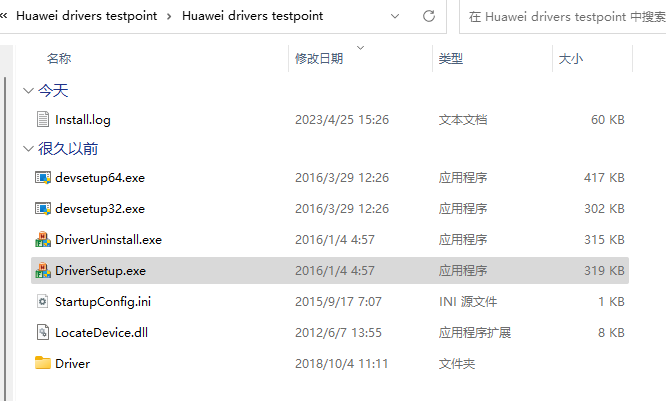 « Huawei drivers testpoint > Huawei drivers testpoint 在 Huawei drivers testpoint 中搜索
名称 修改日期 类型 大小
今天
Install.log 2023/4/25 15:26 文本文档 60 KB
很久以前
devsetup64.exe 2016/3/29 12:26 应用程序 417 KB
devsetup32.exe 2016/3/29 12:26 应用程序 302 KB
DriverUninstall.exe 2016/1/4 4:57 应用程序 315 KB
DriverSetup.exe 2016/1/4 4:57 应用程序 319 KB
StartupConfig.ini 2015/9/17 7:07 INI 源文件 1 KB
LocateDevice.dll 2012/6/7 13:55 应用程序扩展 8 KB
Driver 2018/10/4 11:11 文件夹